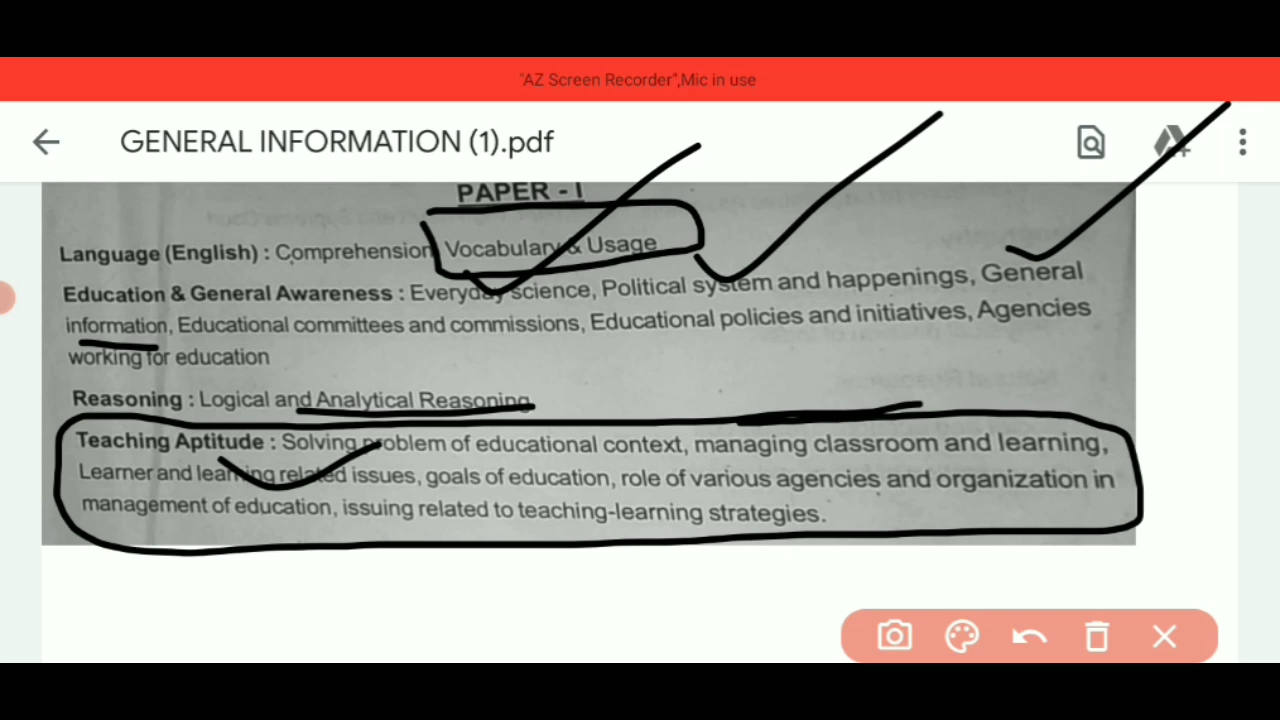 "AZ Screen Recorder",Mic in use
GENERAL INFORMATION (1).pdf
PAPER - I
Language (English) : Comprehension, Vocabulary & Usage
Education & General Awareness : Everyday science, Political system and happenings, General
information, Educational committees and commissions, Educational policies and initiatives, Agencies
working for education
Reasoning : Logical and Analytical Reasoning
Teaching Aptitude : Solving problem of educational context, managing classroom and learning,
Learner and learning related issues, goals of education, role of various agencies and organization in
management of education, issuing related to teaching-learning strategies.